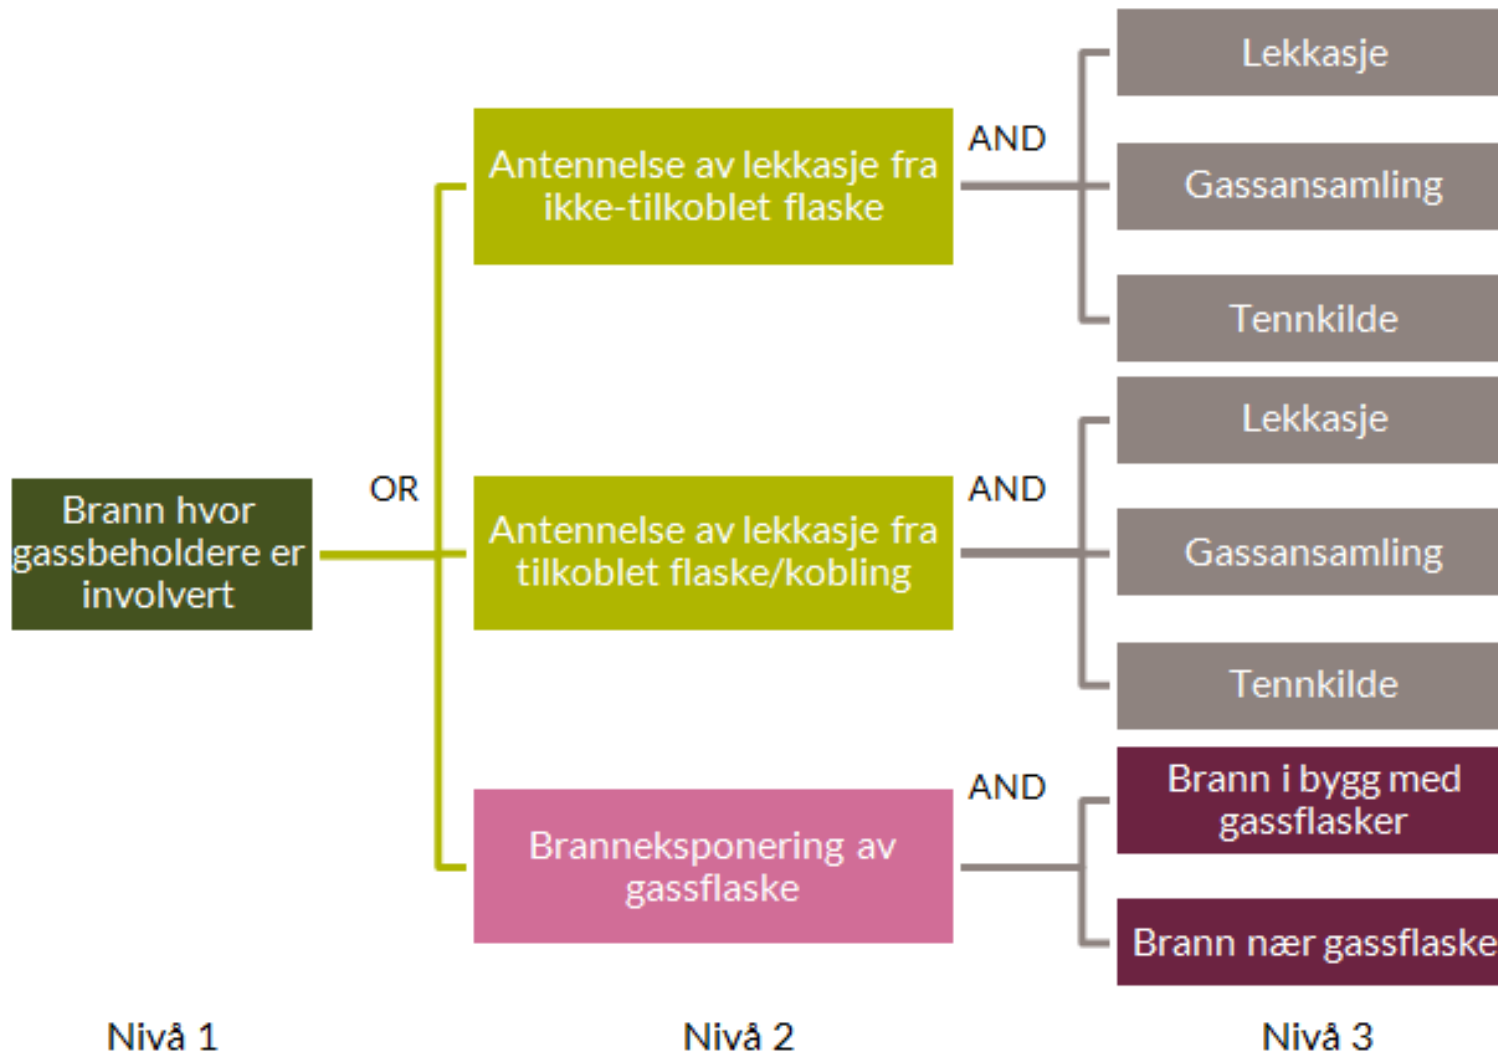 Lekkasje
AND
Antennelse av lekkasje fra
ikke-tilkoblet flaske
Gassansamling
Tennkilde
Lekkasje
OR
AND
Brann hvor
gassbeholdere er
involvert
Antennelse av lekkasje fra
tilkoblet flaske/kobling
Gassansamling
Tennkilde
AND
Brann i bygg med
gassflasker
Branneksponering av
gassflaske
Brann nær gassflaske
Nivå 1
Nivå 2
Nivå 3